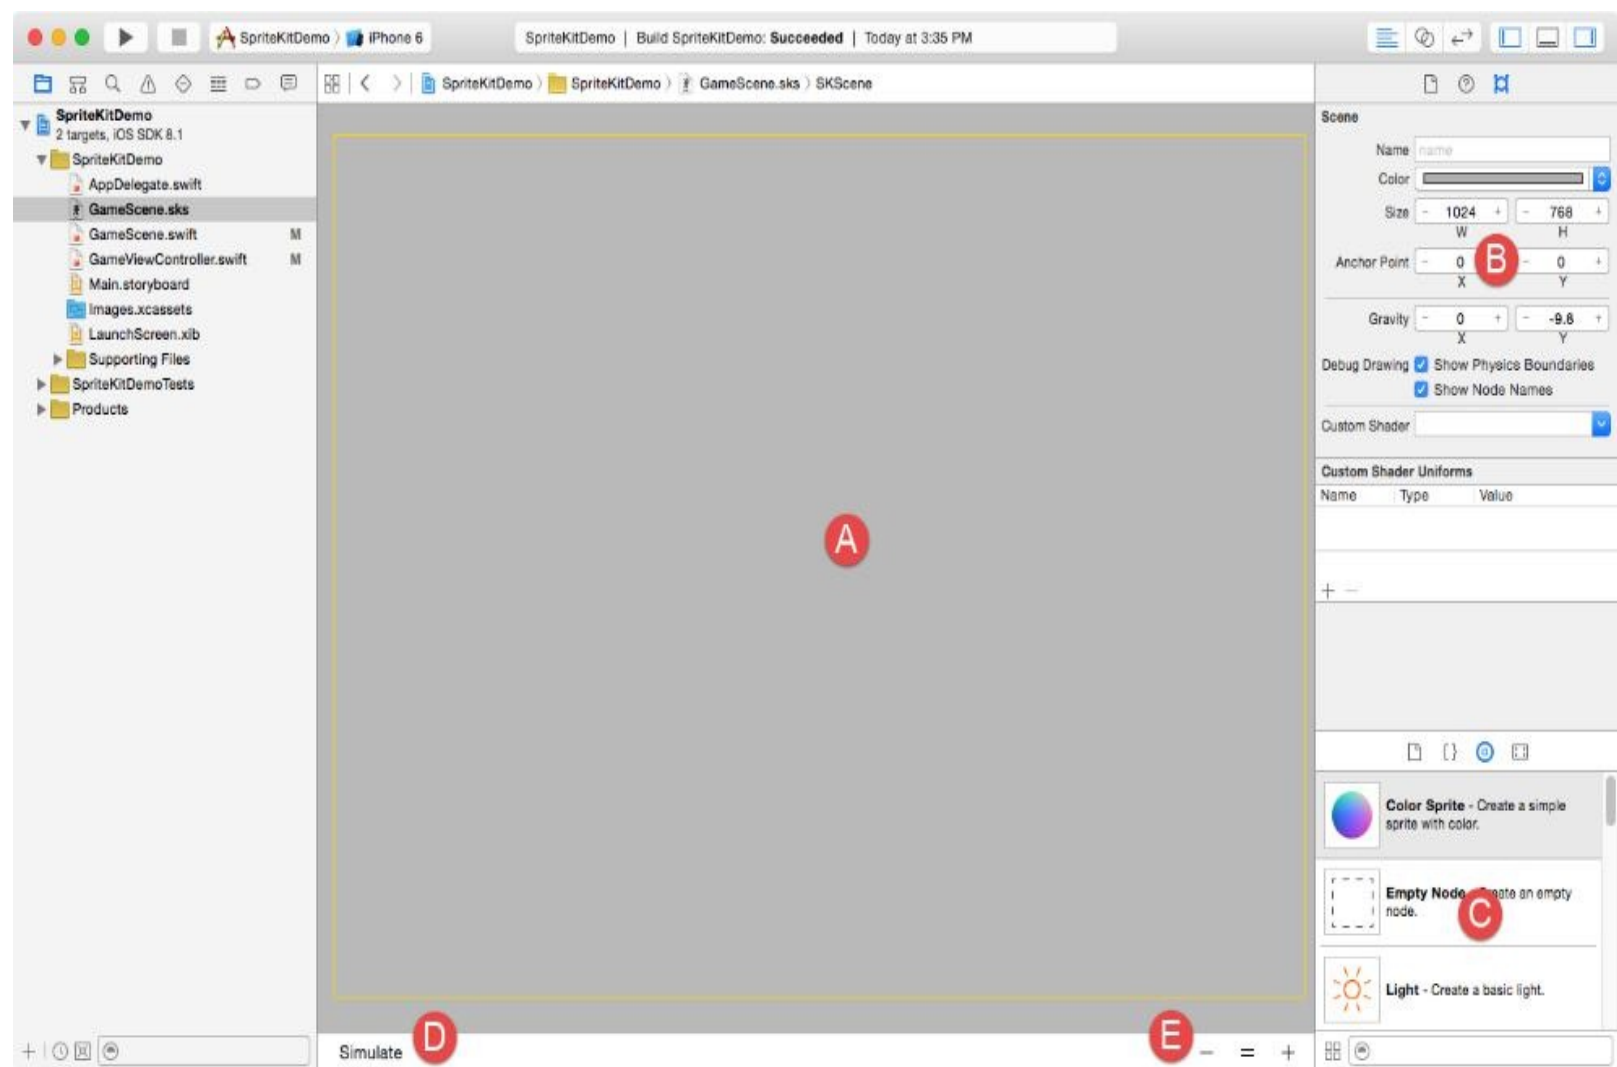 SpriteKitDemo 〉 iPhone 6
SpriteKitDemo | Build SpriteKitDemo: Succeeded | Today at 3:35 PM
SpriteKitDemo 〉 SpriteKitDemo 〉 GameScene.sks 〉 SKScene
SpriteKitDemo
2 targets, iOS SDK 8.1
SpriteKitDemo
AppDelegate.swift
GameScene.sks
GameScene.swift M
GameViewController.swift M
Main.storyboard
Images.xcassets
LaunchScreen.xib
Supporting Files
SpriteKitDemoTests
Products
A
Simulate D
E − = +
Scene
Name name
Color
Size − 1024 + − 768 +
W H
Anchor Point − 0 B − 0 +
X Y
Gravity − 0 + − -9.8 +
X Y
Debug Drawing Show Physics Boundaries
Show Node Names
Custom Shader
Custom Shader Uniforms
Name Type Value
+ −
{}
Color Sprite - Create a simple
sprite with color.
Empty Node - Create an empty
node. C
Light - Create a basic light.